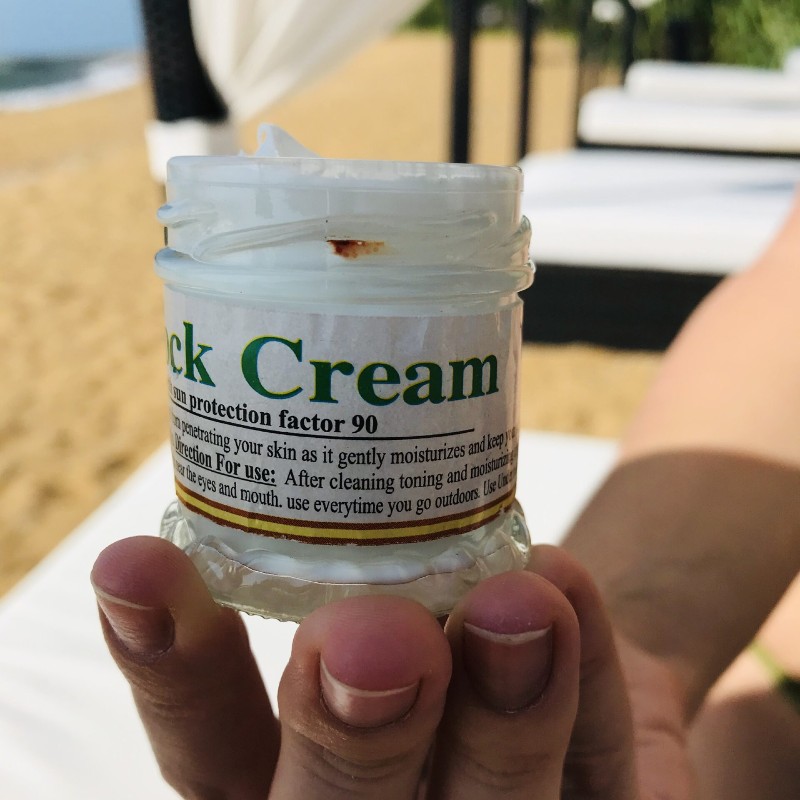 ck Cream
sun protection factor 90
penetrating your skin as it gently moisturizes and keep
Direction For use: After cleaning toning and moisturizing
the eyes and mouth. use everytime you go outdoors. Use